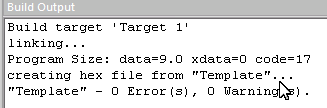 Build Output
Build target 'Target 1'
linking...
Program Size: data=9.0 xdata=0 code=17
creating hex file from "Template"...
"Template" - 0 Error(s), 0 Warning(s).